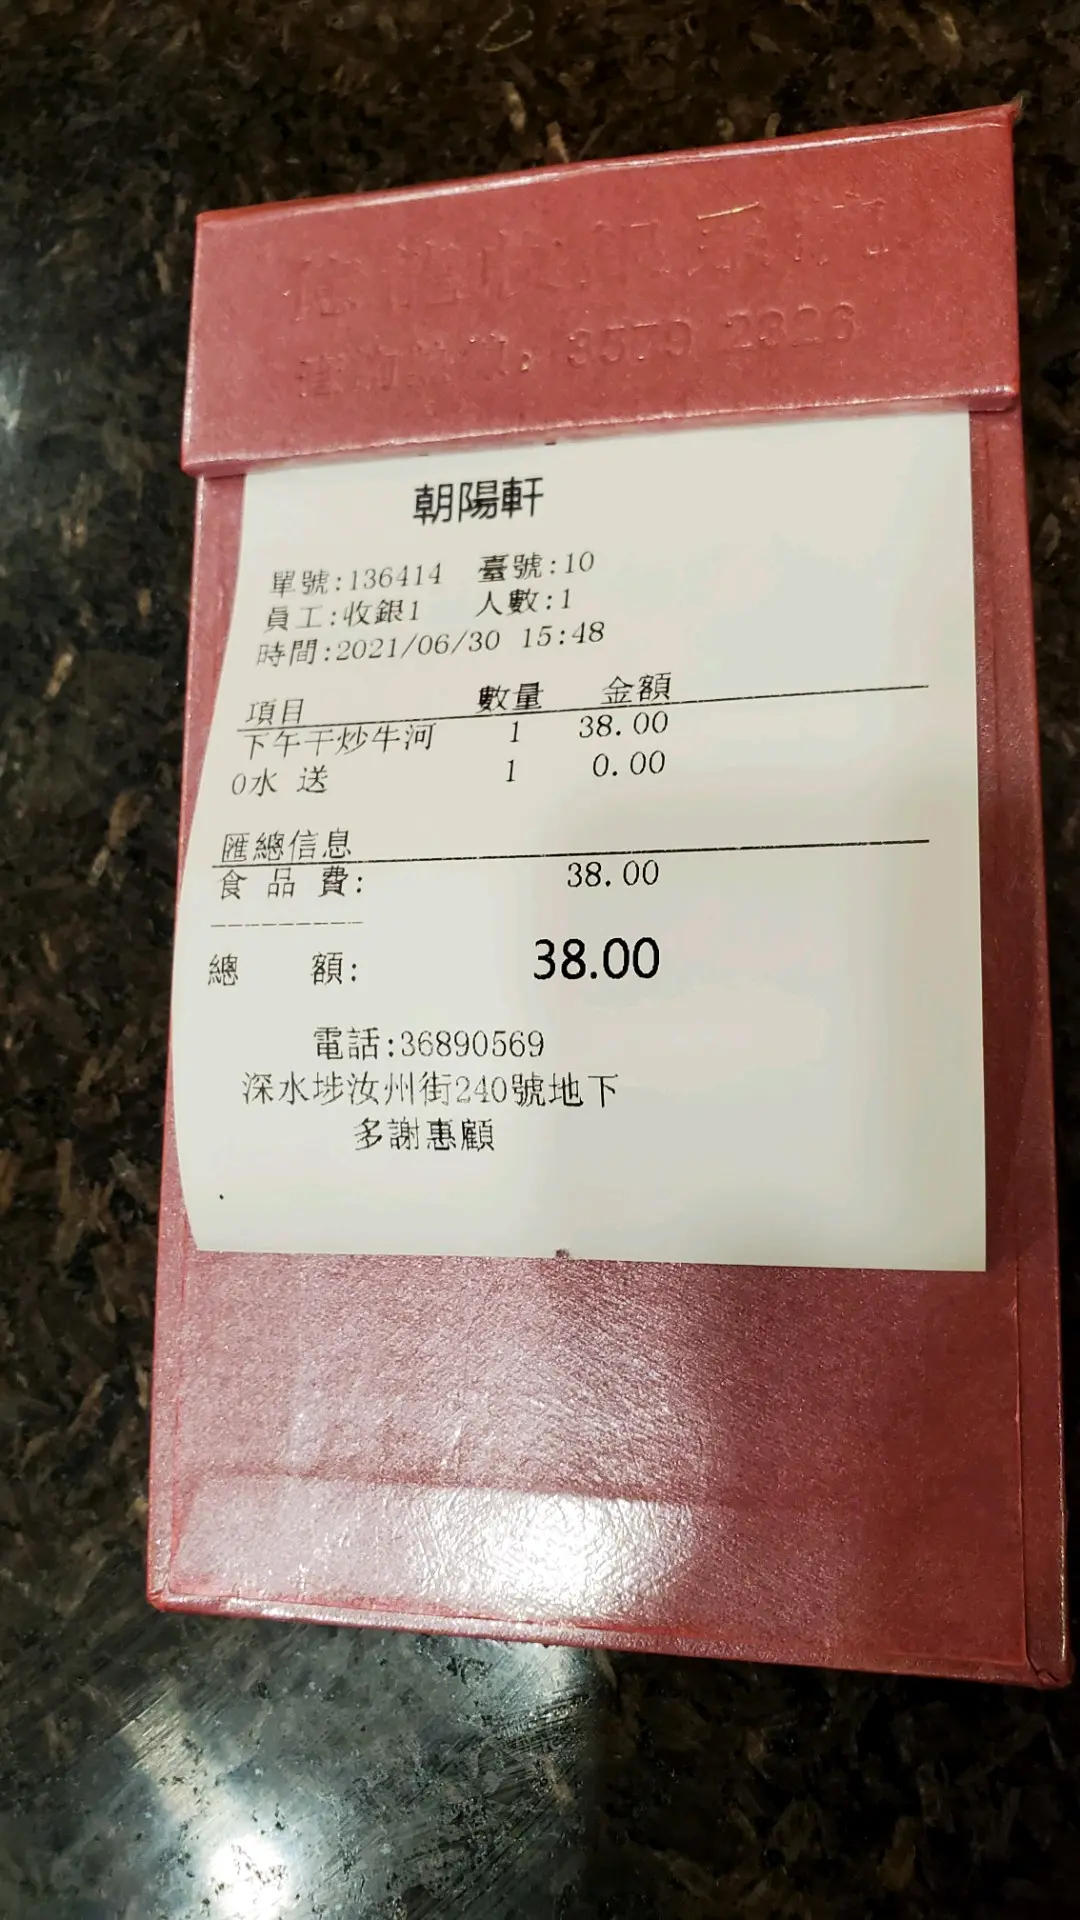 3579 2826
朝陽軒
單號:136414 臺號:10
員工:收銀1 人數:1
時間:2021/06/30 15:48
項目 數量 金額
下午干炒牛河 1 38.00
0水 送 1 0.00
匯總信息
食 品 費: 38.00
---------
總 額: 38.00
電話:36890569
深水埗汝州街240號地下
多謝惠顧
.